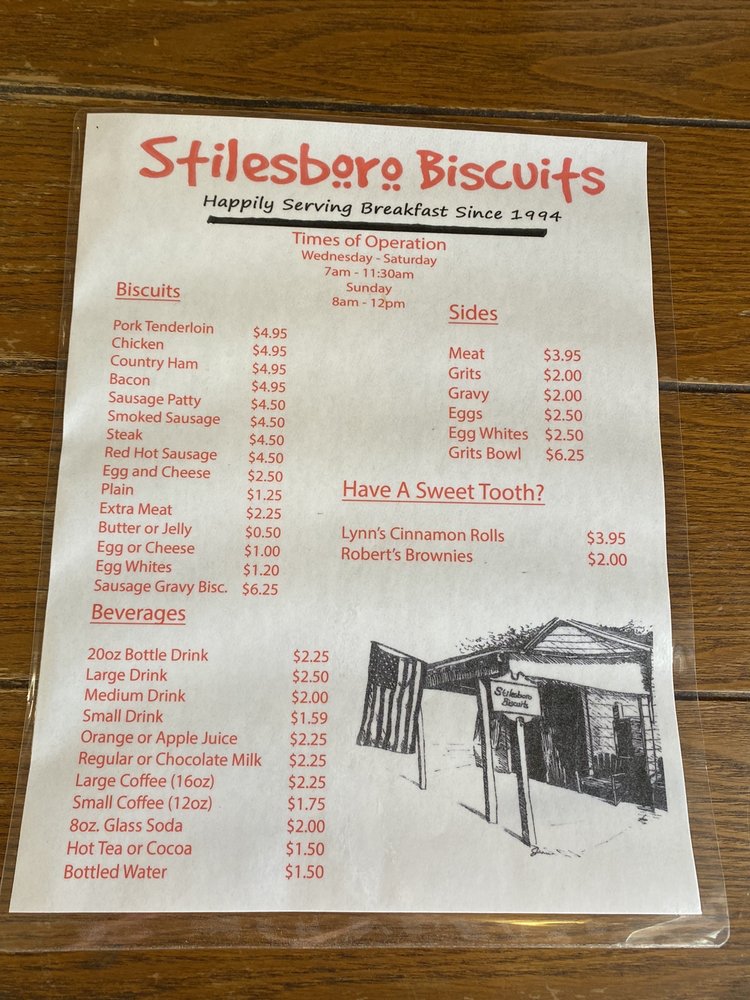 Stilesboro Biscuits
Happily Serving Breakfast Since 1994
Times of Operation
Wednesday - Saturday
7am - 11:30am
Sunday
8am - 12pm
Biscuits
Pork Tenderloin $4.95
Chicken $4.95
Country Ham $4.95
Bacon $4.95
Sausage Patty $4.50
Smoked Sausage $4.50
Steak $4.50
Red Hot Sausage $4.50
Egg and Cheese $2.50
Plain $1.25
Extra Meat $2.25
Butter or Jelly $0.50
Egg or Cheese $1.00
Egg Whites $1.20
Sausage Gravy Bisc. $6.25
Sides
Meat $3.95
Grits $2.00
Gravy $2.00
Eggs $2.50
Egg Whites $2.50
Grits Bowl $6.25
Have A Sweet Tooth?
Lynn's Cinnamon Rolls $3.95
Robert's Brownies $2.00
Beverages
20oz Bottle Drink $2.25
Large Drink $2.50
Medium Drink $2.00
Small Drink $1.59
Orange or Apple Juice $2.25
Regular or Chocolate Milk $2.25
Large Coffee (16oz) $2.25
Small Coffee (12oz) $1.75
8oz. Glass Soda $2.00
Hot Tea or Cocoa $1.50
Bottled Water $1.50
Stilesboro
Biscuits